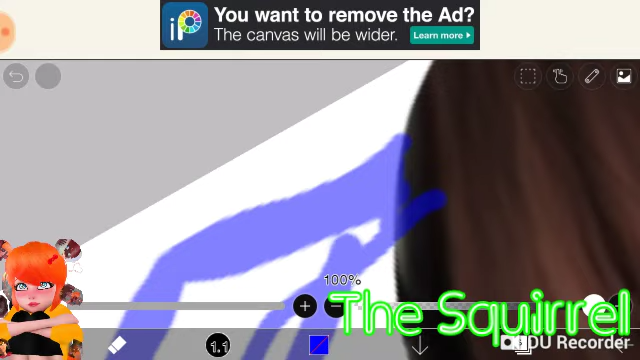 You want to remove the Ad?
The canvas will be wider.
Learn more
iP
100%
1.1
The Squirrel
DU Recorder